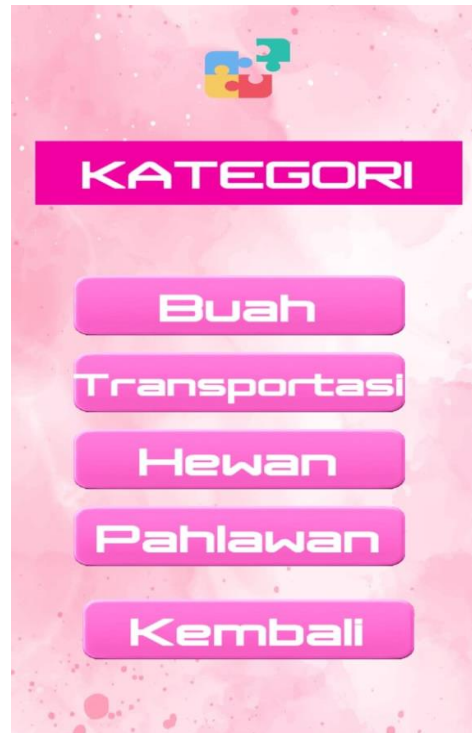 KATEGORI
Buah
Transportasi
Hewan
Pahlawan
Kembali